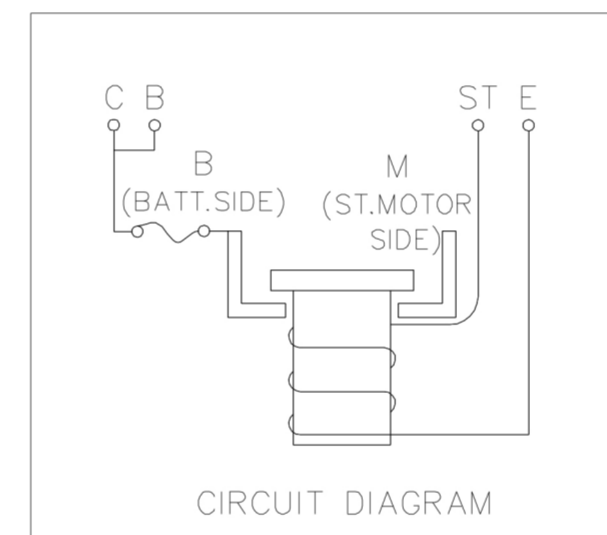 C B
ST E
B
(BATT.SIDE)
M
(ST.MOTOR
SIDE)
CIRCUIT DIAGRAM